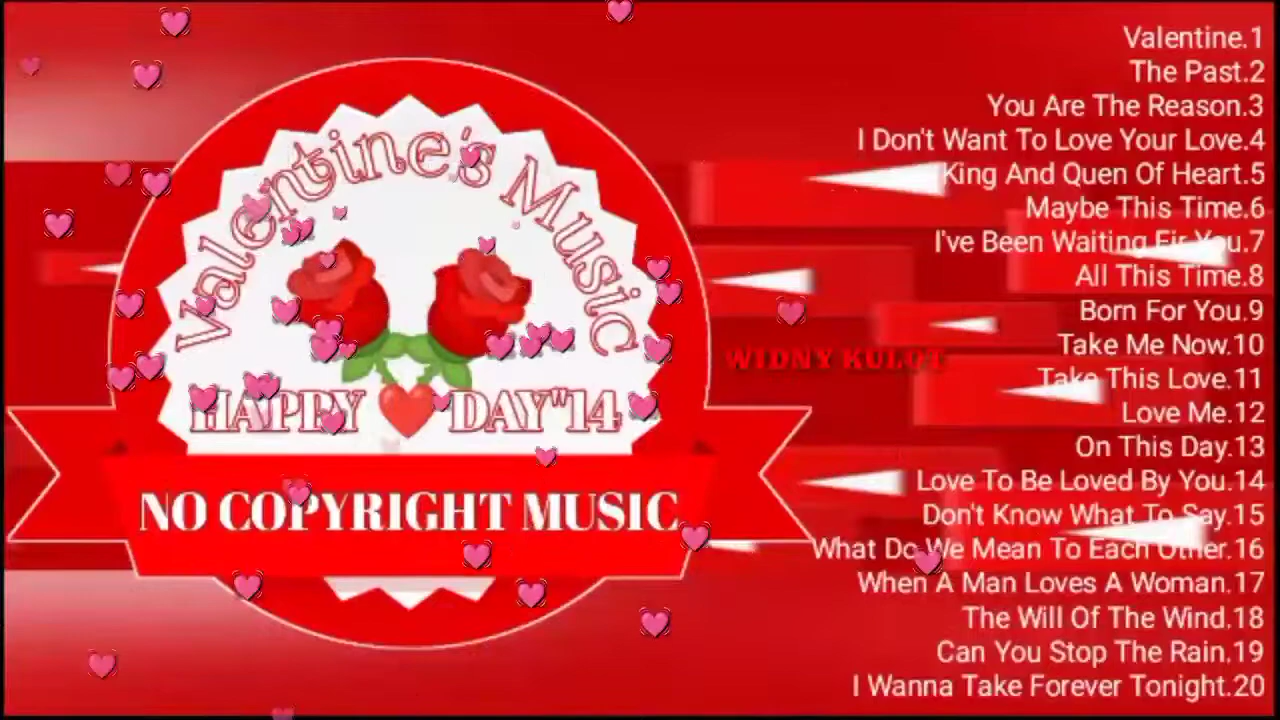 Valentine's Music
HAPPY ❤️ DAY"14
NO COPYRIGHT MUSIC
WIDNY KULOT
Valentine.1
The Past.2
You Are The Reason.3
I Don't Want To Love Your Love.4
King And Quen Of Heart.5
Maybe This Time.6
I've Been Waiting Fir You.7
All This Time.8
Born For You.9
Take Me Now.10
Take This Love.11
Love Me.12
On This Day.13
Love To Be Loved By You.14
Don't Know What To Say.15
What Do We Mean To Each Other.16
When A Man Loves A Woman.17
The Will Of The Wind.18
Can You Stop The Rain.19
I Wanna Take Forever Tonight.20